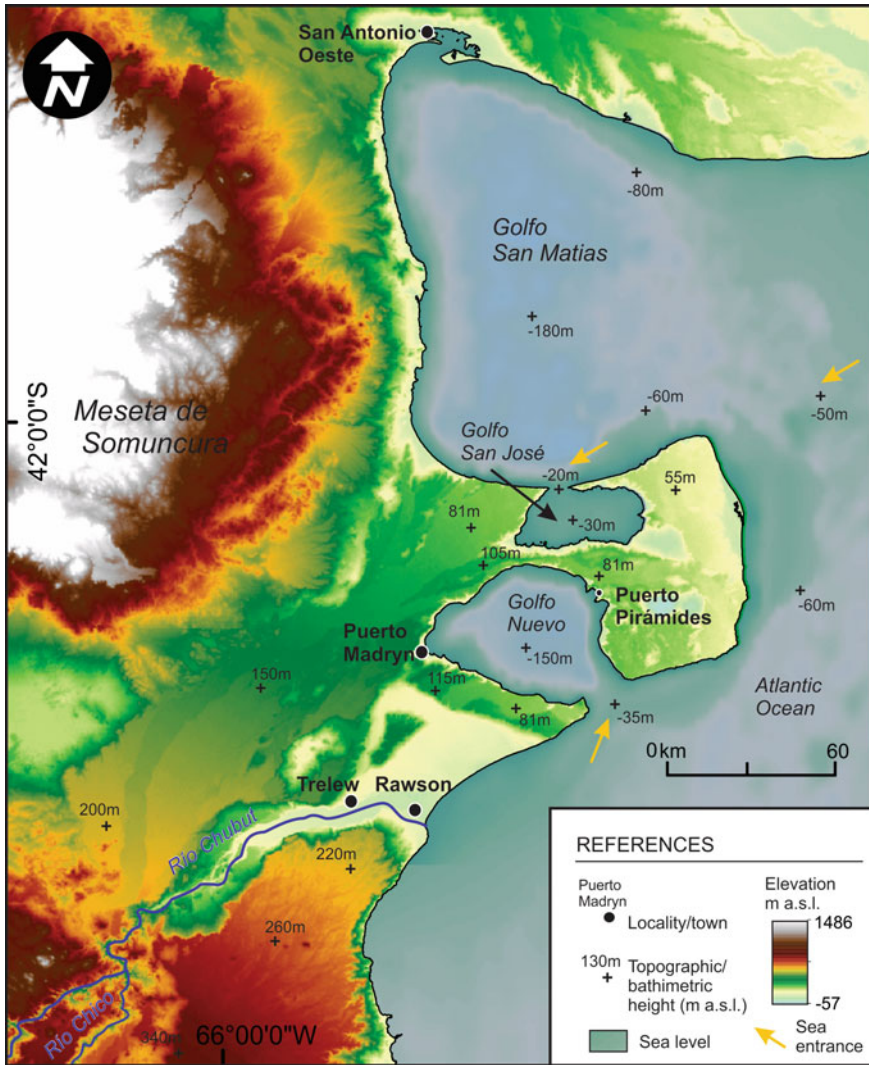 San Antonio
Oeste
N
-80m
Golfo
San Matias
-180m
42°0'0"S
Meseta de
Somuncura
-60m
-50m
Golfo
San José
-20m
55m
81m
-30m
105m
81m
Puerto
Pirámides
-60m
Golfo
Nuevo
Puerto
Madryn
-150m
150m
115m
81m
-35m
Atlantic
Ocean
0km 60
Trelew
Rawson
200m
Río Chubut
220m
260m
Río Chico
340m
66°00'0"W
REFERENCES
Puerto
Madryn
Locality/town
130m
Topographic/
bathimetric
height (m a.s.l.)
Sea level
Elevation
m a.s.l.
1486
-57
Sea
entrance